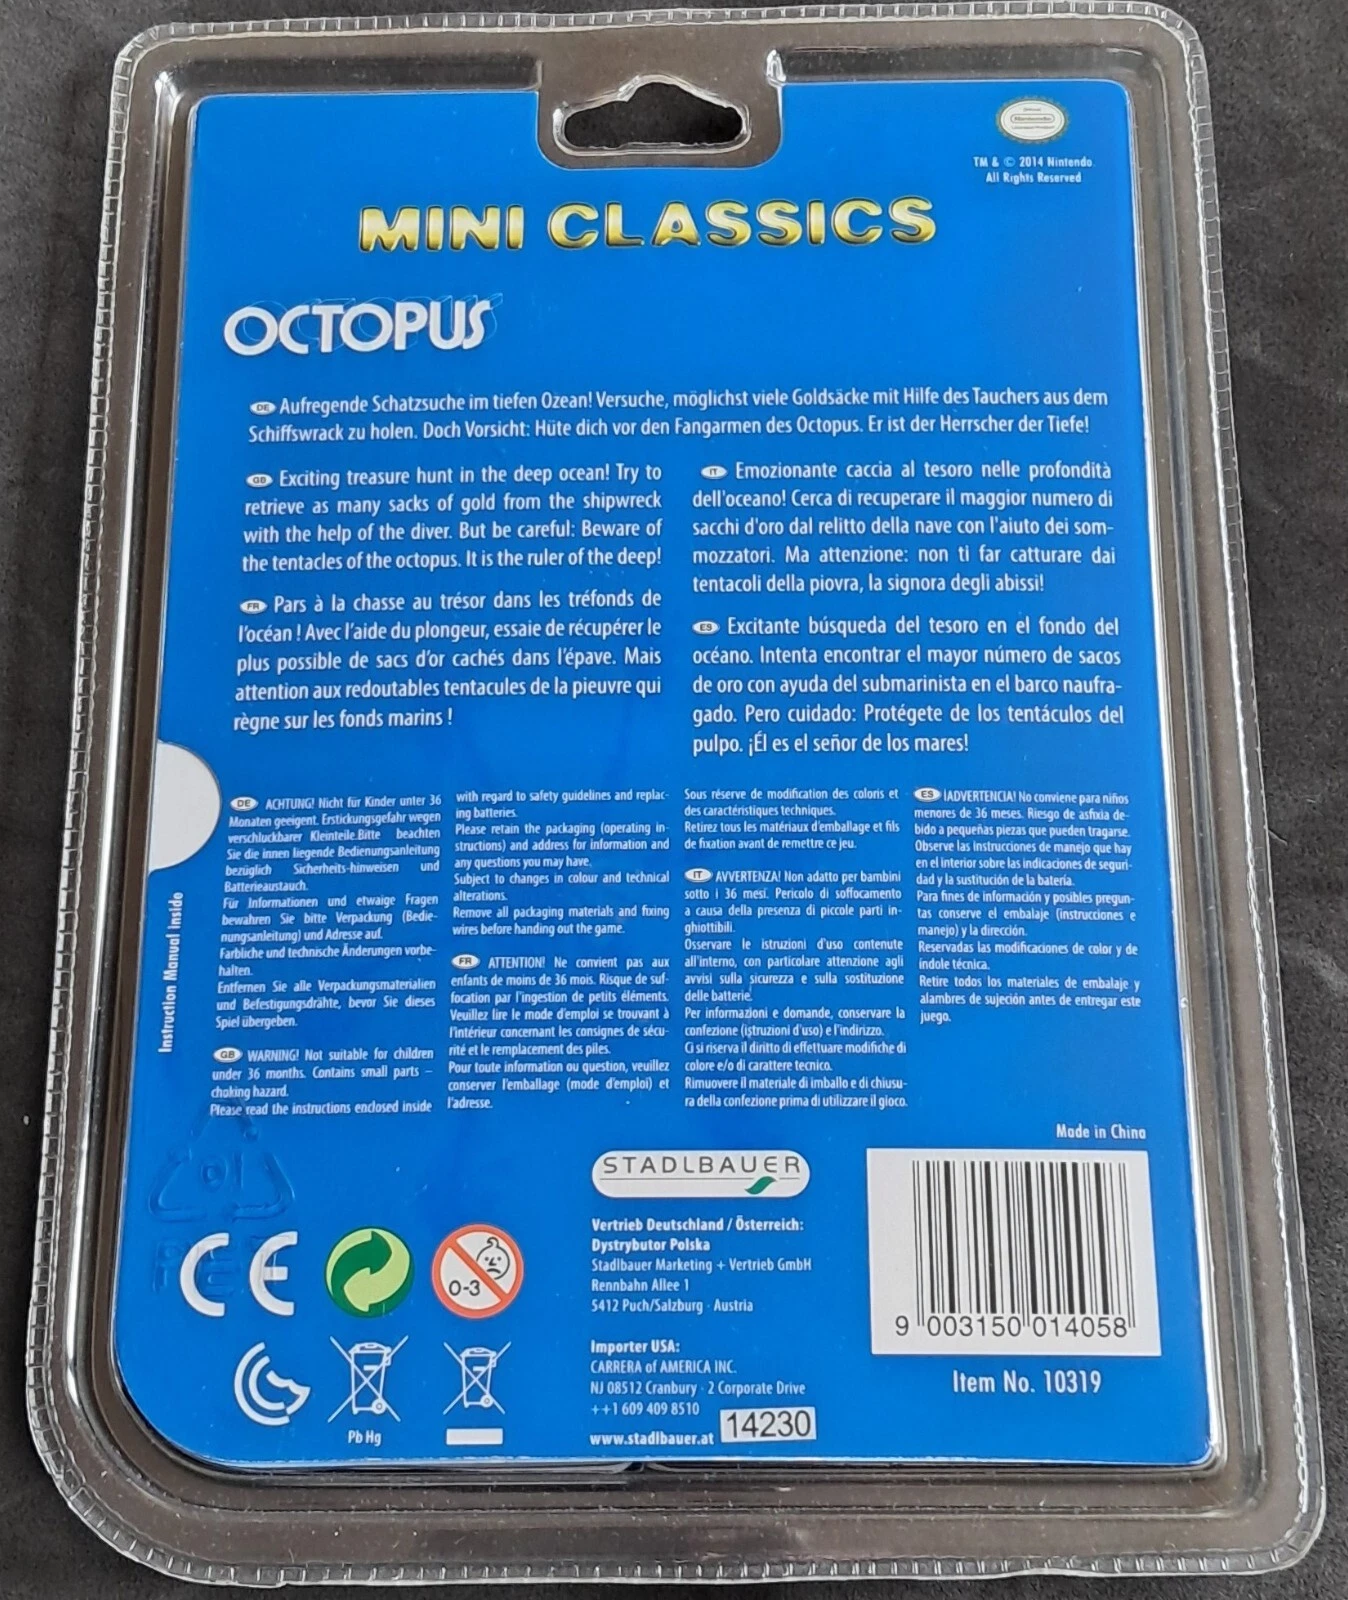 Nintendo
TM & © 2014 Nintendo
All Rights Reserved
MINI CLASSICS
OCTOPUS
DE Aufregende Schatzsuche im tiefen Ozean! Versuche, möglichst viele Goldsäcke mit Hilfe des Tauchers aus dem
Schiffswrack zu holen. Doch Vorsicht: Hüte dich vor den Fangarmen des Octopus. Er ist der Herrscher der Tiefe!
GB Exciting treasure hunt in the deep ocean! Try to
retrieve as many sacks of gold from the shipwreck
with the help of the diver. But be careful: Beware of
the tentacles of the octopus. It is the ruler of the deep!
FR Pars à la chasse au trésor dans les tréfonds de
l'océan ! Avec l'aide du plongeur, essaie de récupérer le
plus possible de sacs d'or cachés dans l'épave. Mais
attention aux redoutables tentacules de la pieuvre qui
règne sur les fonds marins !
IT Emozionante caccia al tesoro nelle profondità
dell'oceano! Cerca di recuperare il maggior numero di
sacchi d'oro dal relitto della nave con l'aiuto dei som-
mozzatori. Ma attenzione: non ti far catturare dai
tentacoli della piovra, la signora degli abissi!
ES Excitante búsqueda del tesoro en el fondo del
océano. Intenta encontrar el mayor número de sacos
de oro con ayuda del submarinista en el barco naufra-
gado. Pero cuidado: Protégete de los tentáculos del
pulpo. ¡Él es el señor de los mares!
Instruction Manual inside
DE ACHTUNG! Nicht für Kinder unter 36
Monaten geeigent. Erstickungsgefahr wegen
verschluckbarer Kleinteile.Bitte beachten
Sie die innen liegende Bedienungsanleitung
bezüglich Sicherheits-hinweisen und
Batterieaustauch.
Für Informationen und etwaige Fragen
bewahren Sie bitte Verpackung (Bedie-
nungsanleitung) und Adresse auf.
Farbliche und technische Änderungen vorbe-
halten.
Entfernen Sie alle Verpackungsmaterialien
und Befestigungsdrähte, bevor Sie dieses
Spiel übergeben.
GB WARNING! Not suitable for children
under 36 months. Contains small parts –
choking hazard.
Please read the instructions enclosed inside
with regard to safety guidelines and replac-
ing batteries.
Please retain the packaging (operating in-
structions) and address for information and
any questions you may have.
Subject to changes in colour and technical
alterations.
Remove all packaging materials and fixing
wires before handing out the game.
FR ATTENTION! Ne convient pas aux
enfants de moins de 36 mois. Risque de suf-
focation par l'ingestion de petits éléments.
Veuillez lire le mode d'emploi se trouvant à
l'intérieur concernant les consignes de sécu-
rité et le remplacement des piles.
Pour toute information ou question, veuillez
conserver l'emballage (mode d'emploi) et
l'adresse.
Sous réserve de modification des coloris et
des caractéristiques techniques.
Retirez tous les matériaux d'emballage et fils
de fixation avant de remettre ce jeu.
IT AVVERTENZA! Non adatto per bambini
sotto i 36 mesi. Pericolo di soffocamento
a causa della presenza di piccole parti in-
ghiottibili.
Osservare le istruzioni d'uso contenute
all'interno, con particolare attenzione agli
avvisi sulla sicurezza e sulla sostituzione
delle batterie.
Per informazioni e domande, conservare la
confezione (istruzioni d'uso) e l'indirizzo.
Ci si riserva il diritto di effettuare modifiche di
colore e/o di carattere tecnico.
Rimuovere il materiale di imballo e di chiusu-
ra della confezione prima di utilizzare il gioco.
ES ¡ADVERTENCIA! No conviene para niños
menores de 36 meses. Riesgo de asfixia de-
bido a pequeñas piezas que pueden tragarse.
Observe las instrucciones de manejo que hay
en el interior sobre las indicaciones de seguri-
dad y la sustitución de la batería.
Para fines de información y posibles pregun-
tas conserve el embalaje (instrucciones e
manejo) y la dirección.
Reservadas las modificaciones de color y de
índole técnica.
Retire todos los materiales de embalaje y
alambres de sujeción antes de entregar este
juego.
Made in China
01
CE
0-3
Pb Hg
STADLBAUER
Vertrieb Deutschland / Österreich:
Dystrybutor Polska
Stadlbauer Marketing + Vertrieb GmbH
Rennbahn Allee 1
5412 Puch/Salzburg · Austria
Importer USA:
CARRERA of AMERICA INC.
NJ 08512 Cranbury · 2 Corporate Drive
++1 609 409 8510
www.stadlbauer.at
14230
9 003150 014058
Item No. 10319